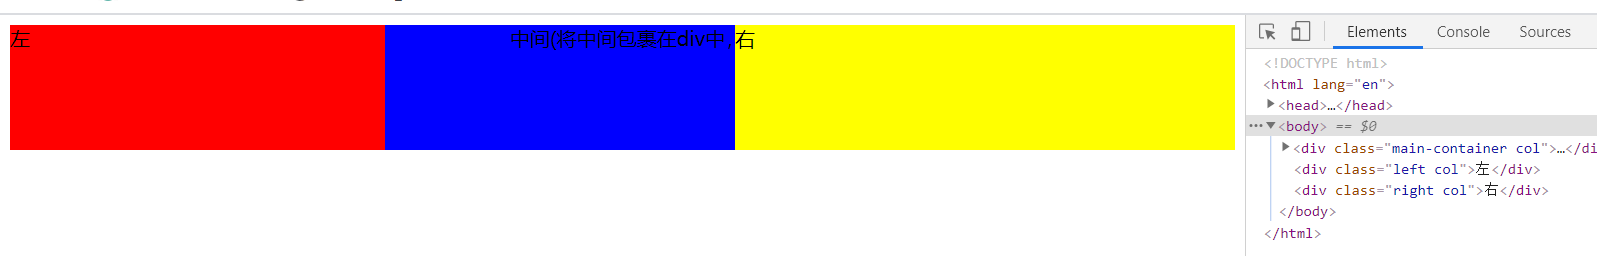 左
中间(将中间包裹在div中
右
Elements
Console
Sources
<!DOCTYPE html>
<html lang="en">
<head>…</head>
<body> == $0
<div class="main-container col">…</di
<div class="left col">左</div>
<div class="right col">右</div>
</body>
</html>